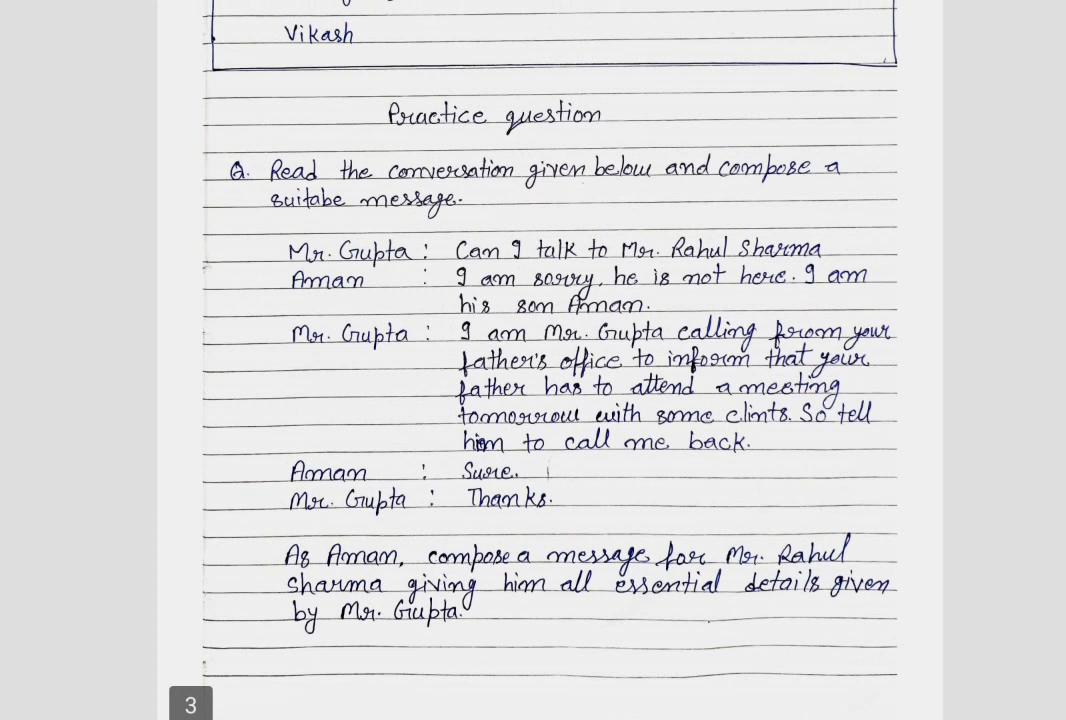 Vikash
Practice question
Q. Read the conversation given below and compose a
suitabe message.
Mr. Gupta : Can I talk to Mr. Rahul Sharma
Aman : I am sorry, he is not here. I am
his son Aman.
Mr. Gupta : I am Mr. Gupta calling from your
father's office to inform that your
father has to attend a meeting
tomorrow with some clints. So tell
him to call me back.
Aman : Sure.
Mr. Gupta : Thanks.
As Aman, compose a message for Mr. Rahul
Sharma giving him all essential details given
by Mr. Gupta.
3